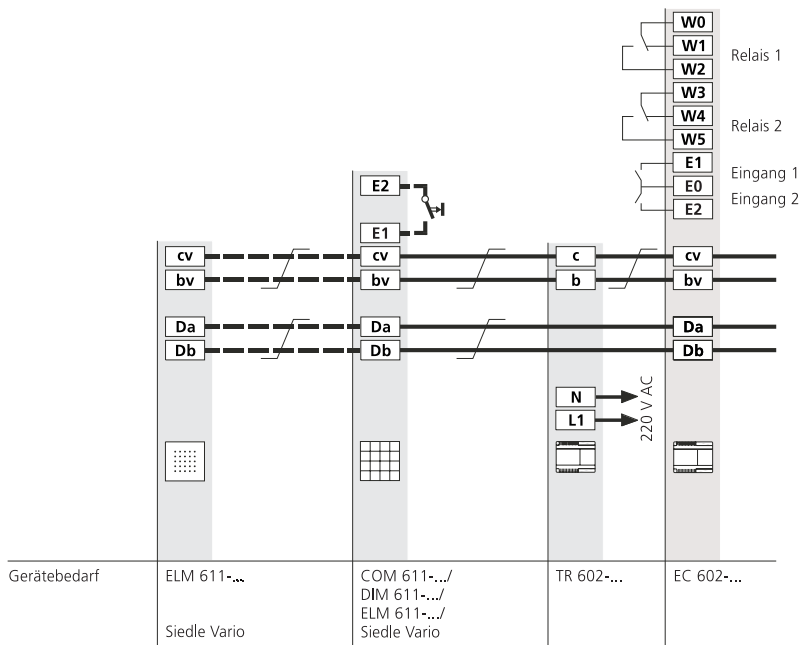 W0
W1
Relais 1
W2
W3
W4
Relais 2
W5
E1
Eingang 1
E2
E0
Eingang 2
E2
E1
cv
cv
c
cv
bv
bv
b
bv
Da
Da
Da
Db
Db
Db
N
L1
220 V AC
Gerätebedarf
ELM 611-...
COM 611-.../
TR 602-...
EC 602-...
DIM 611-.../
ELM 611-.../
Siedle Vario
Siedle Vario